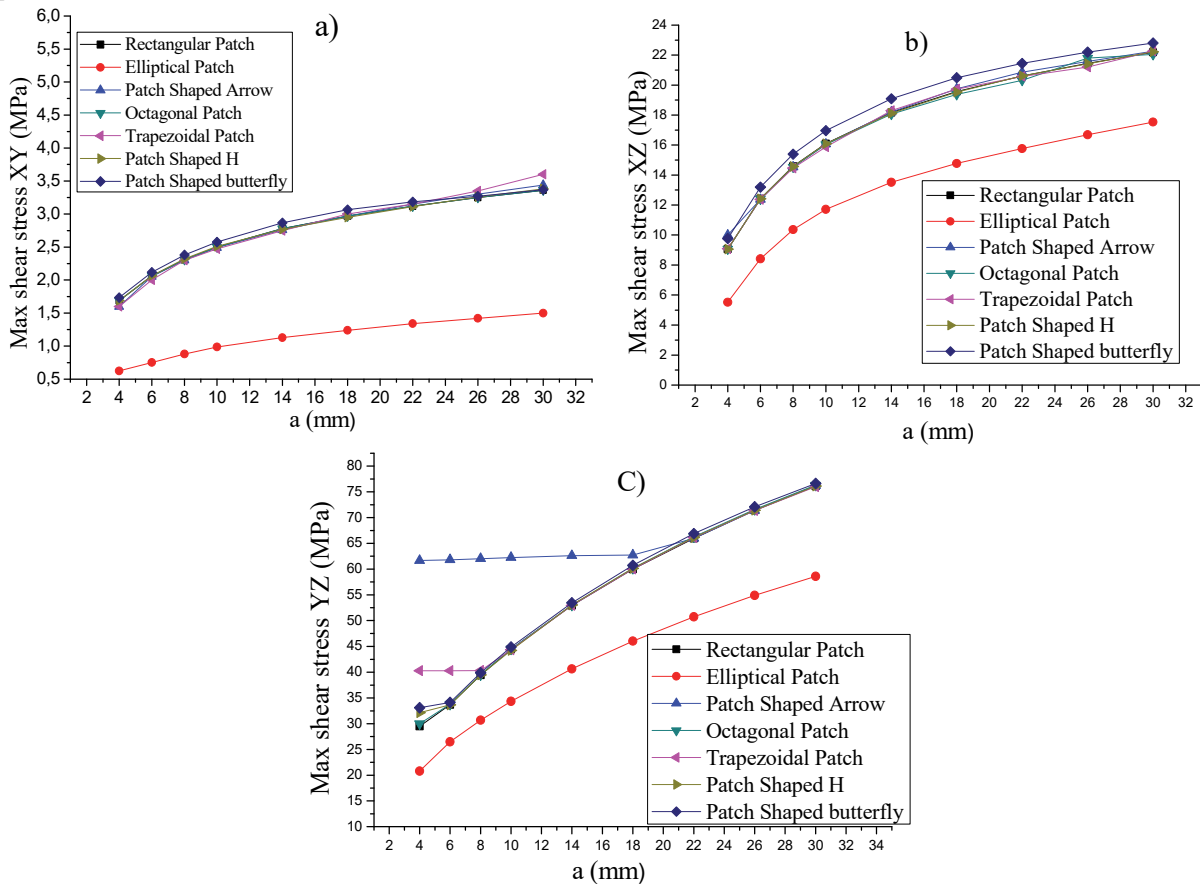 a)
Max shear stress XY (MPa)
6,0
5,5
5,0
4,5
4,0
3,5
3,0
2,5
2,0
1,5
1,0
0,5
Rectangular Patch
Elliptical Patch
Patch Shaped Arrow
Octagonal Patch
Trapezoidal Patch
Patch Shaped H
Patch Shaped butterfly
2 4 6 8 10 12 14 16 18 20 22 24 26 28 30 32
a (mm)
b)
Max shear stress XZ (MPa)
24
22
20
18
16
14
12
10
8
6
4
2
0
Rectangular Patch
Elliptical Patch
Patch Shaped Arrow
Octagonal Patch
Trapezoidal Patch
Patch Shaped H
Patch Shaped butterfly
2 4 6 8 10 12 14 16 18 20 22 24 26 28 30 32
a (mm)
C)
Max shear stress YZ (MPa)
80
75
70
65
60
55
50
45
40
35
30
25
20
15
10
Rectangular Patch
Elliptical Patch
Patch Shaped Arrow
Octagonal Patch
Trapezoidal Patch
Patch Shaped H
Patch Shaped butterfly
2 4 6 8 10 12 14 16 18 20 22 24 26 28 30 32 34
a (mm)